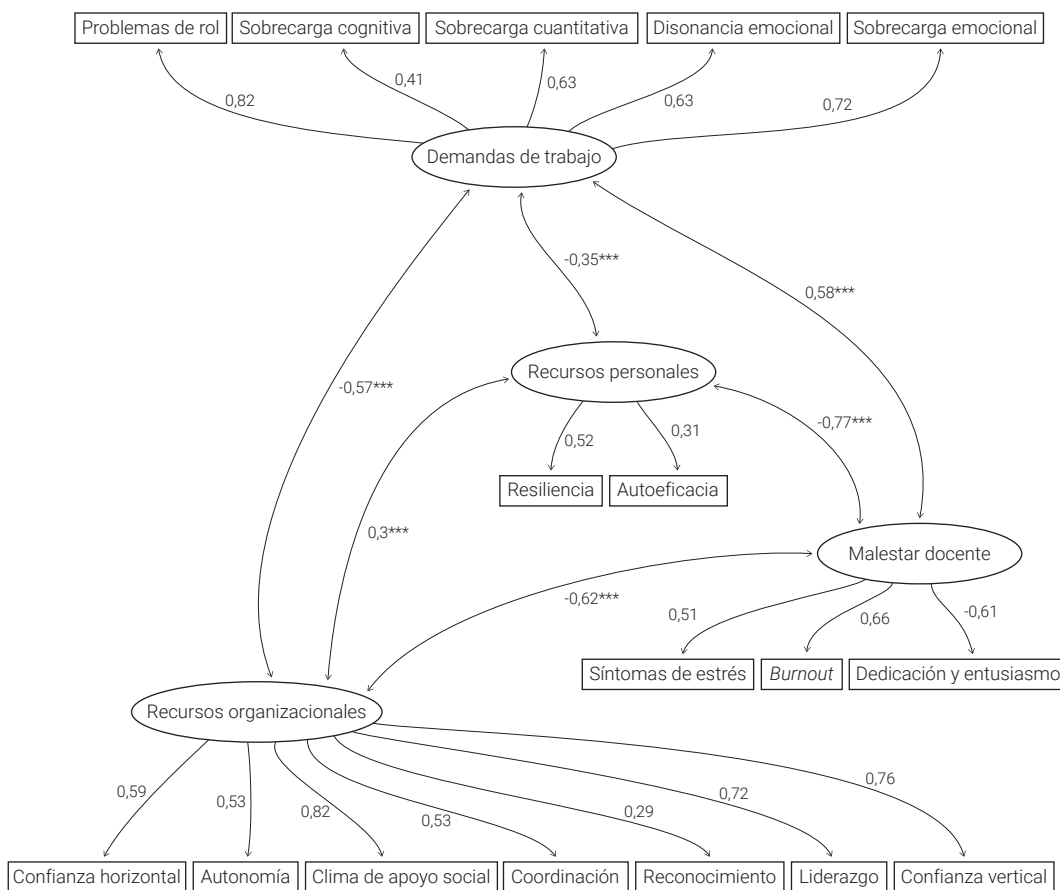 Problemas de rol
Sobrecarga cognitiva
Sobrecarga cuantitativa
Disonancia emocional
Sobrecarga emocional
0,82
0,41
0,63
0,63
0,72
Demandas de trabajo
-0,35***
0,58***
-0,57***
Recursos personales
-0,77***
0,52
0,31
Resiliencia
Autoeficacia
0,3***
Malestar docente
-0,62***
0,51
0,66
-0,61
Síntomas de estrés
Burnout
Dedicación y entusiasmo
Recursos organizacionales
0,59
0,53
0,82
0,53
0,29
0,72
0,76
Confianza horizontal
Autonomía
Clima de apoyo social
Coordinación
Reconocimiento
Liderazgo
Confianza vertical